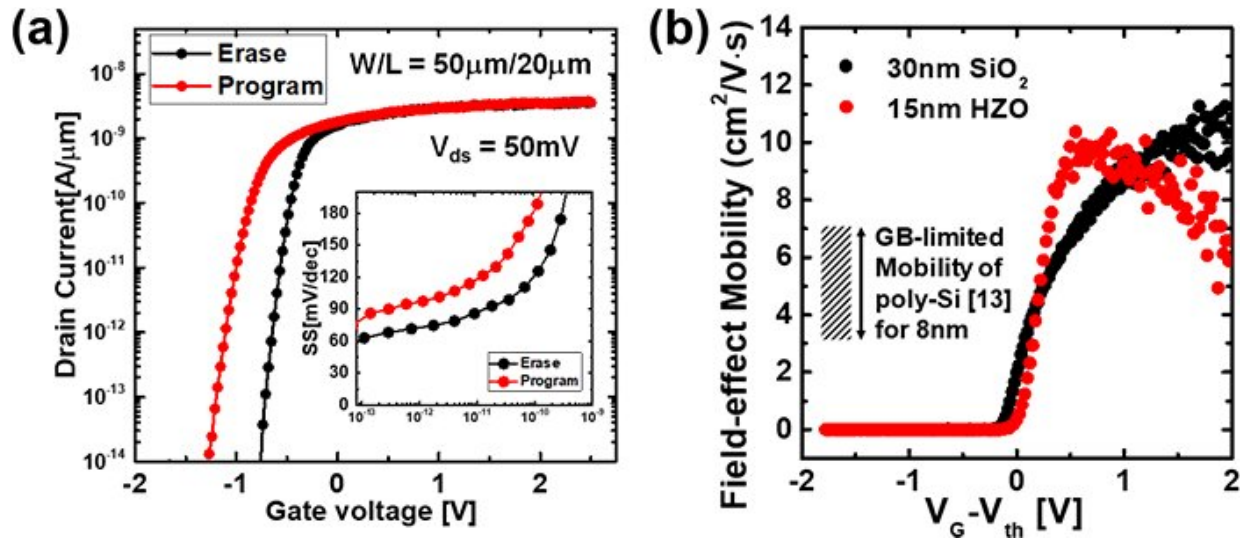 (a)
Erase
Program
W/L = 50μm/20μm
V_ds = 50mV
Drain Current[A/μm]
10^-8
10^-9
10^-10
10^-11
10^-12
10^-13
10^-14
-2
-1
0
1
2
Gate voltage [V]
SS[mV/dec]
180
150
120
90
60
30
0
10^-13
10^-12
10^-11
10^-10
10^-9
Erase
Program
(b)
Field-effect Mobility (cm^2/V·s)
14
12
10
8
6
4
2
0
30nm SiO_2
15nm HZO
GB-limited
Mobility of
poly-Si [13]
for 8nm
-2
-1
0
1
2
V_G-V_th [V]